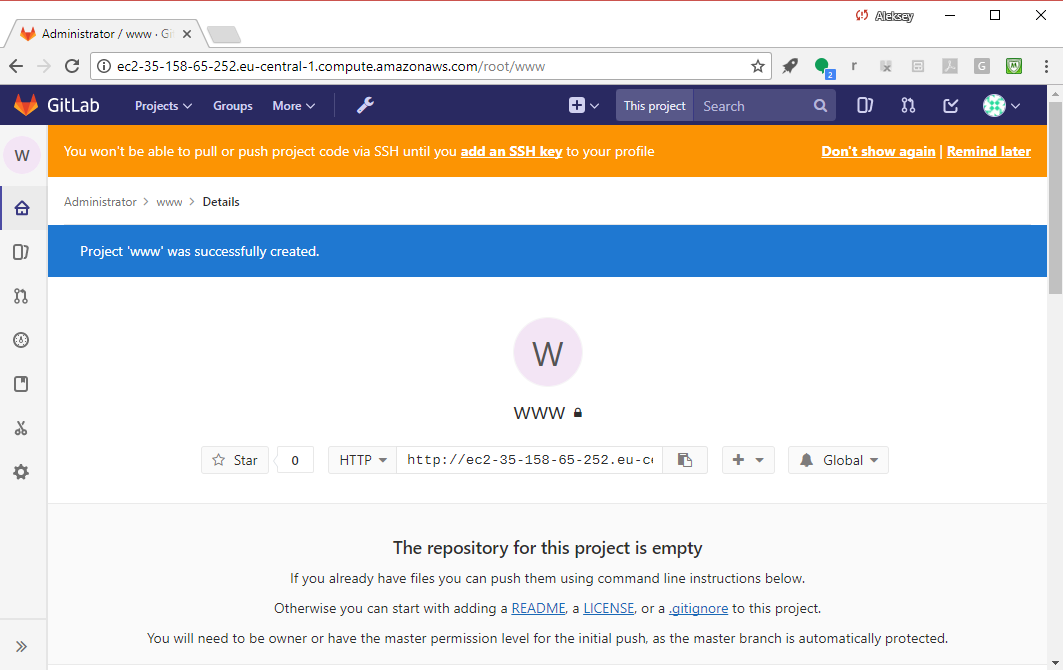 Aleksey
Administrator / www · Gi
ec2-35-158-65-252.eu-central-1.compute.amazonaws.com/root/www
2
r
G
M
GitLab
Projects
Groups
More
This project
Search
W
You won't be able to pull or push project code via SSH until you add an SSH key to your profile
Don't show again | Remind later
Administrator > www > Details
Project 'www' was successfully created.
W
www
Star
0
HTTP
http://ec2-35-158-65-252.eu-ce
Global
The repository for this project is empty
If you already have files you can push them using command line instructions below.
Otherwise you can start with adding a README, a LICENSE, or a .gitignore to this project.
You will need to be owner or have the master permission level for the initial push, as the master branch is automatically protected.